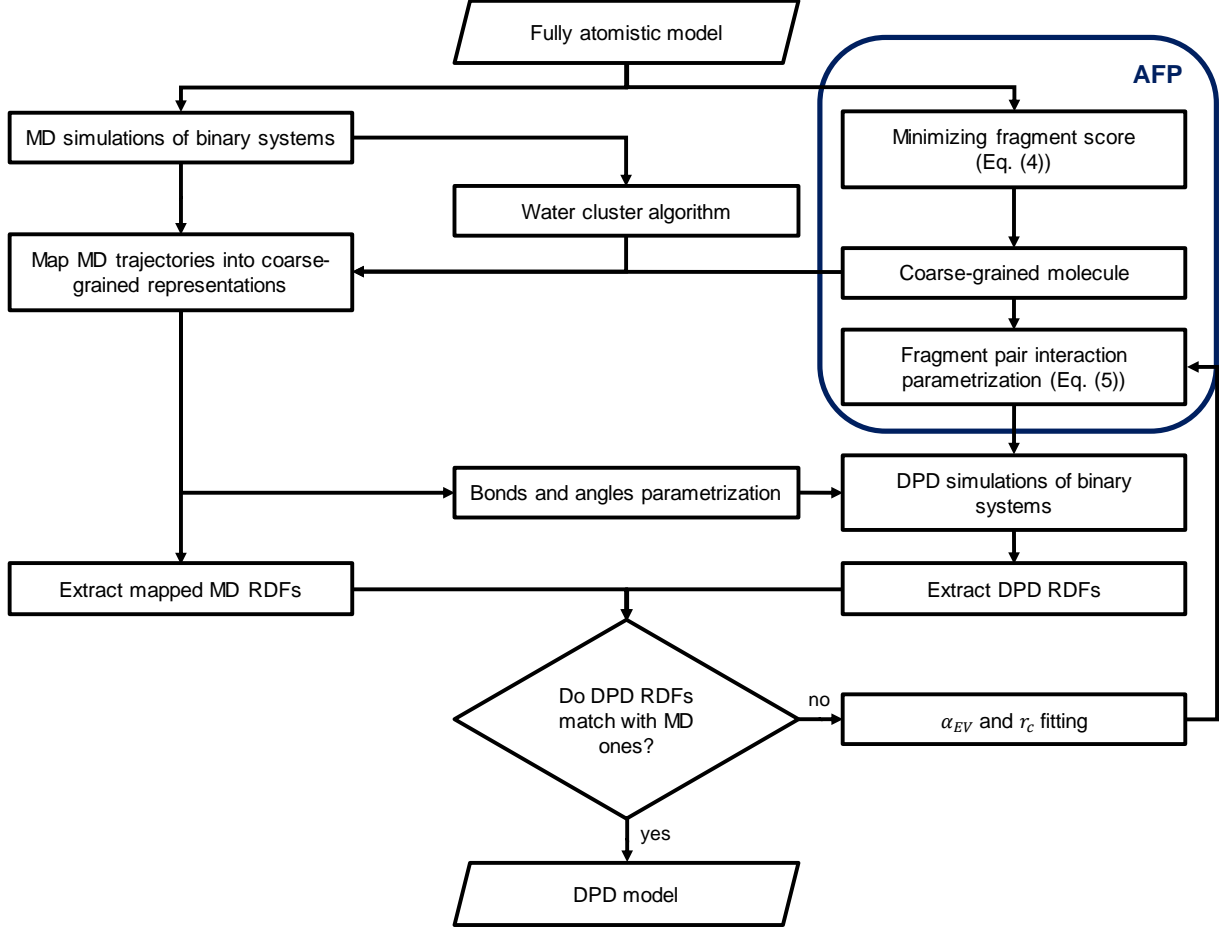 Fully atomistic model
AFP
MD simulations of binary systems
Minimizing fragment score
(Eq. (4))
Water cluster algorithm
Map MD trajectories into coarse-
grained representations
Coarse-grained molecule
Fragment pair interaction
parametrization (Eq. (5))
Bonds and angles parametrization
DPD simulations of binary
systems
Extract mapped MD RDFs
Extract DPD RDFs
Do DPD RDFs
match with MD
ones?
no
α_EV and r_c fitting
yes
DPD model